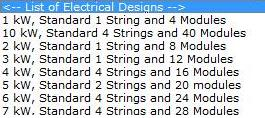 <-- List of Electrical Designs -->
1 kW, Standard 1 String and 4 Modules
10 kW, Standard 4 Strings and 40 Modules
2 kW, Standard 1 String and 8 Modules
3 kW, Standard 1 String and 12 Modules
4 kW, Standard 4 Strings and 16 Modules
5 kW, Standard 2 Strings and 20 modules
6 kW, Standard 4 Strings and 24 Modules
7 kW, Standard 4 Strings and 28 Modules